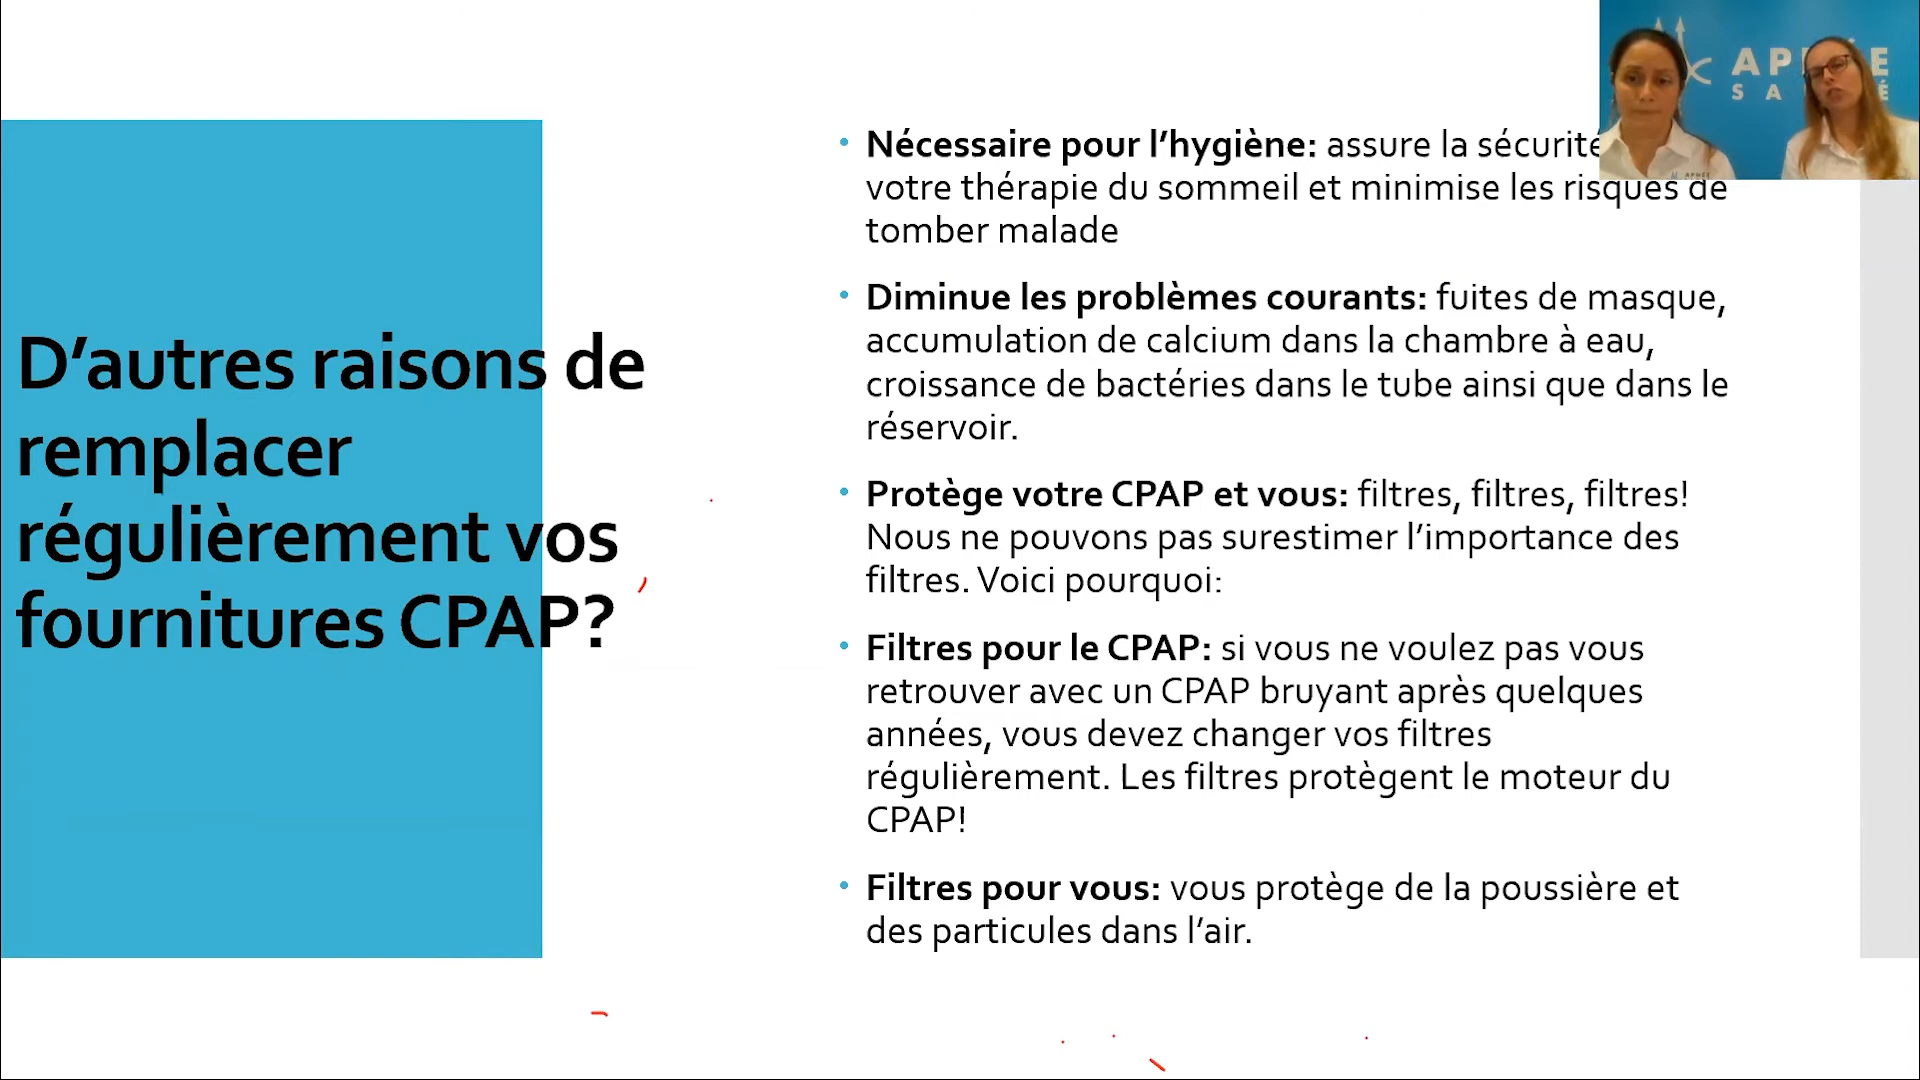 D’autres raisons de
remplacer
régulièrement vos
fournitures CPAP?
• Nécessaire pour l’hygiène: assure la sécurité
votre thérapie du sommeil et minimise les risques de
tomber malade
• Diminue les problèmes courants: fuites de masque,
accumulation de calcium dans la chambre à eau,
croissance de bactéries dans le tube ainsi que dans le
réservoir.
• Protège votre CPAP et vous: filtres, filtres, filtres!
Nous ne pouvons pas surestimer l’importance des
filtres. Voici pourquoi:
• Filtres pour le CPAP: si vous ne voulez pas vous
retrouver avec un CPAP bruyant après quelques
années, vous devez changer vos filtres
régulièrement. Les filtres protègent le moteur du
CPAP!
• Filtres pour vous: vous protège de la poussière et
des particules dans l’air.